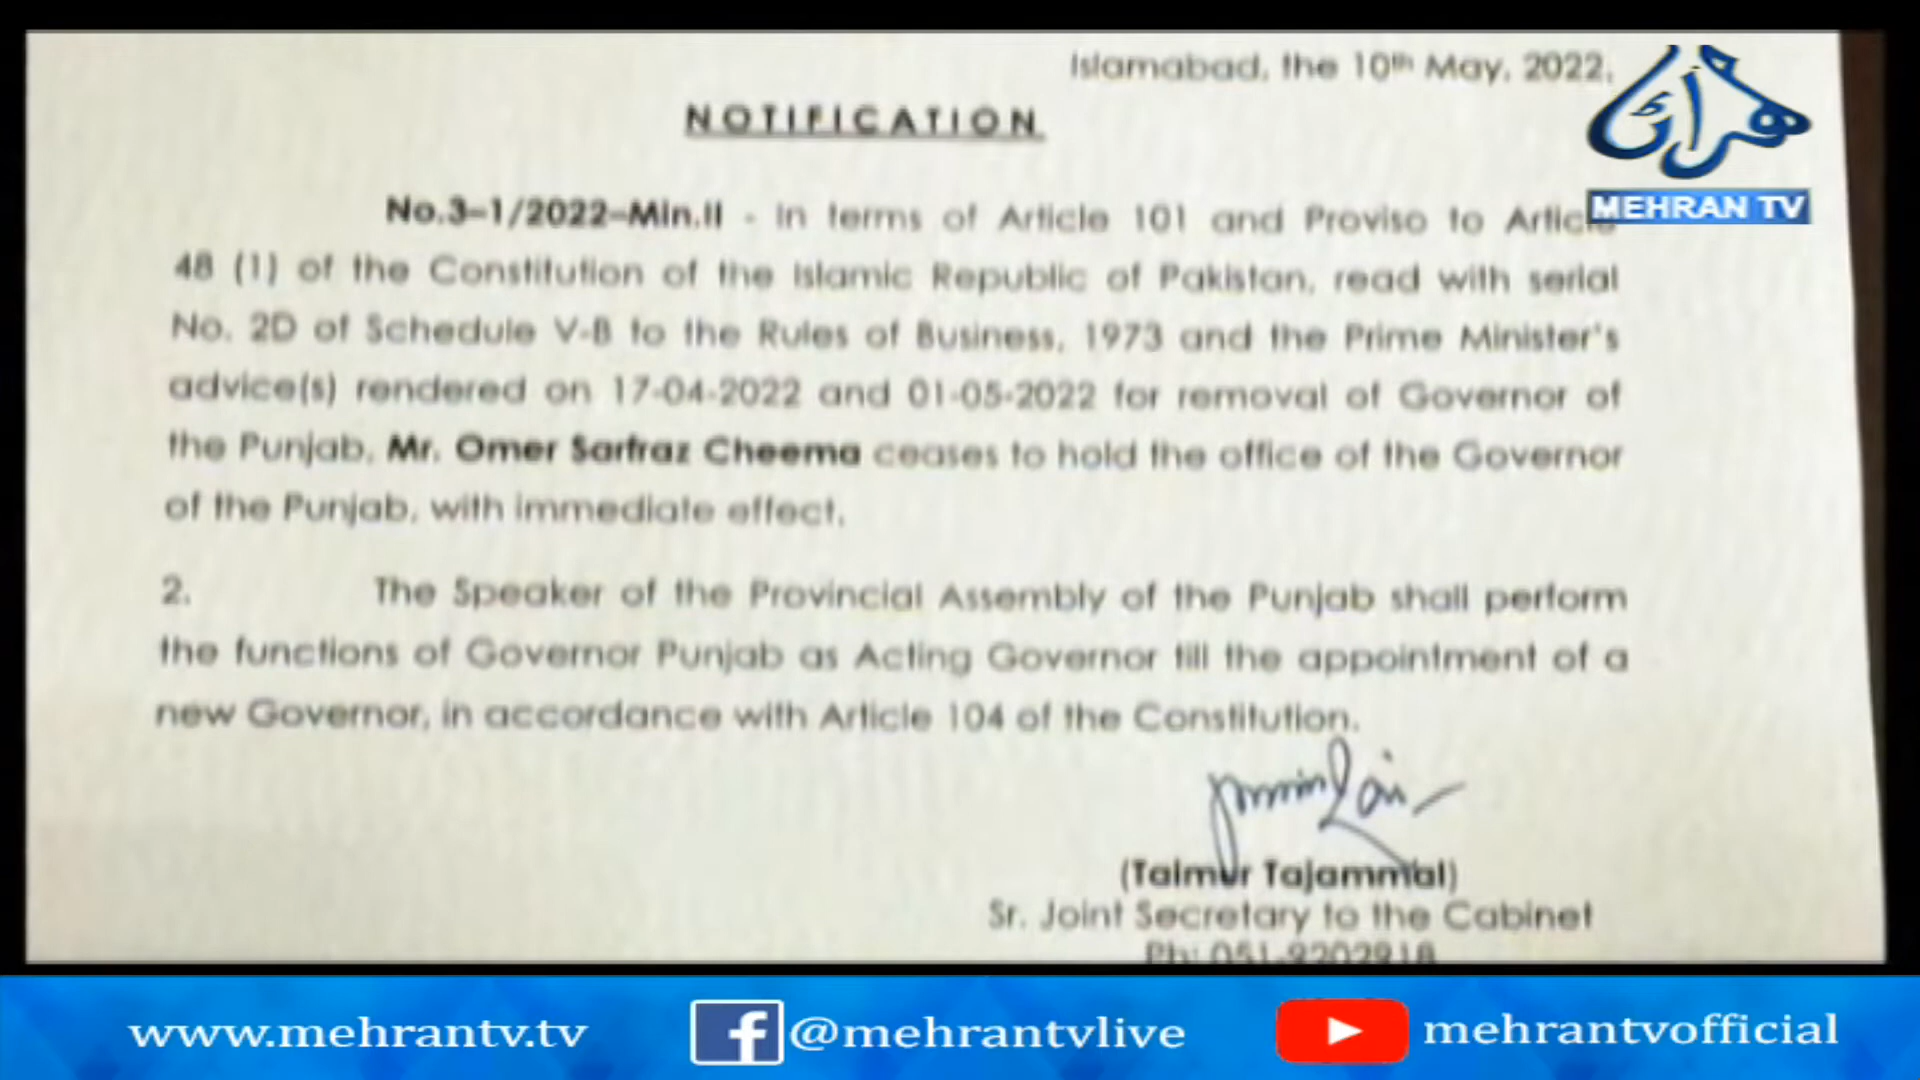 Islamabad, the 10th May, 2022.
مہران
MEHRAN TV
NOTIFICATION
No.3–1/2022–Min.II - In terms of Article 101 and Proviso to Article
48 (1) of the Constitution of the Islamic Republic of Pakistan, read with serial
No. 2D of Schedule V-B to the Rules of Business, 1973 and the Prime Minister's
advice(s) rendered on 17-04-2022 and 01-05-2022 for removal of Governor of
the Punjab, Mr. Omer Sarfraz Cheema ceases to hold the office of the Governor
of the Punjab, with immediate effect.
2. The Speaker of the Provincial Assembly of the Punjab shall perform
the functions of Governor Punjab as Acting Governor till the appointment of a
new Governor, in accordance with Article 104 of the Constitution.
(Taimur Tajammal)
Sr. Joint Secretary to the Cabinet
Ph: 051-9202918
www.mehrantv.tv
@mehrantvlive
mehrantvofficial